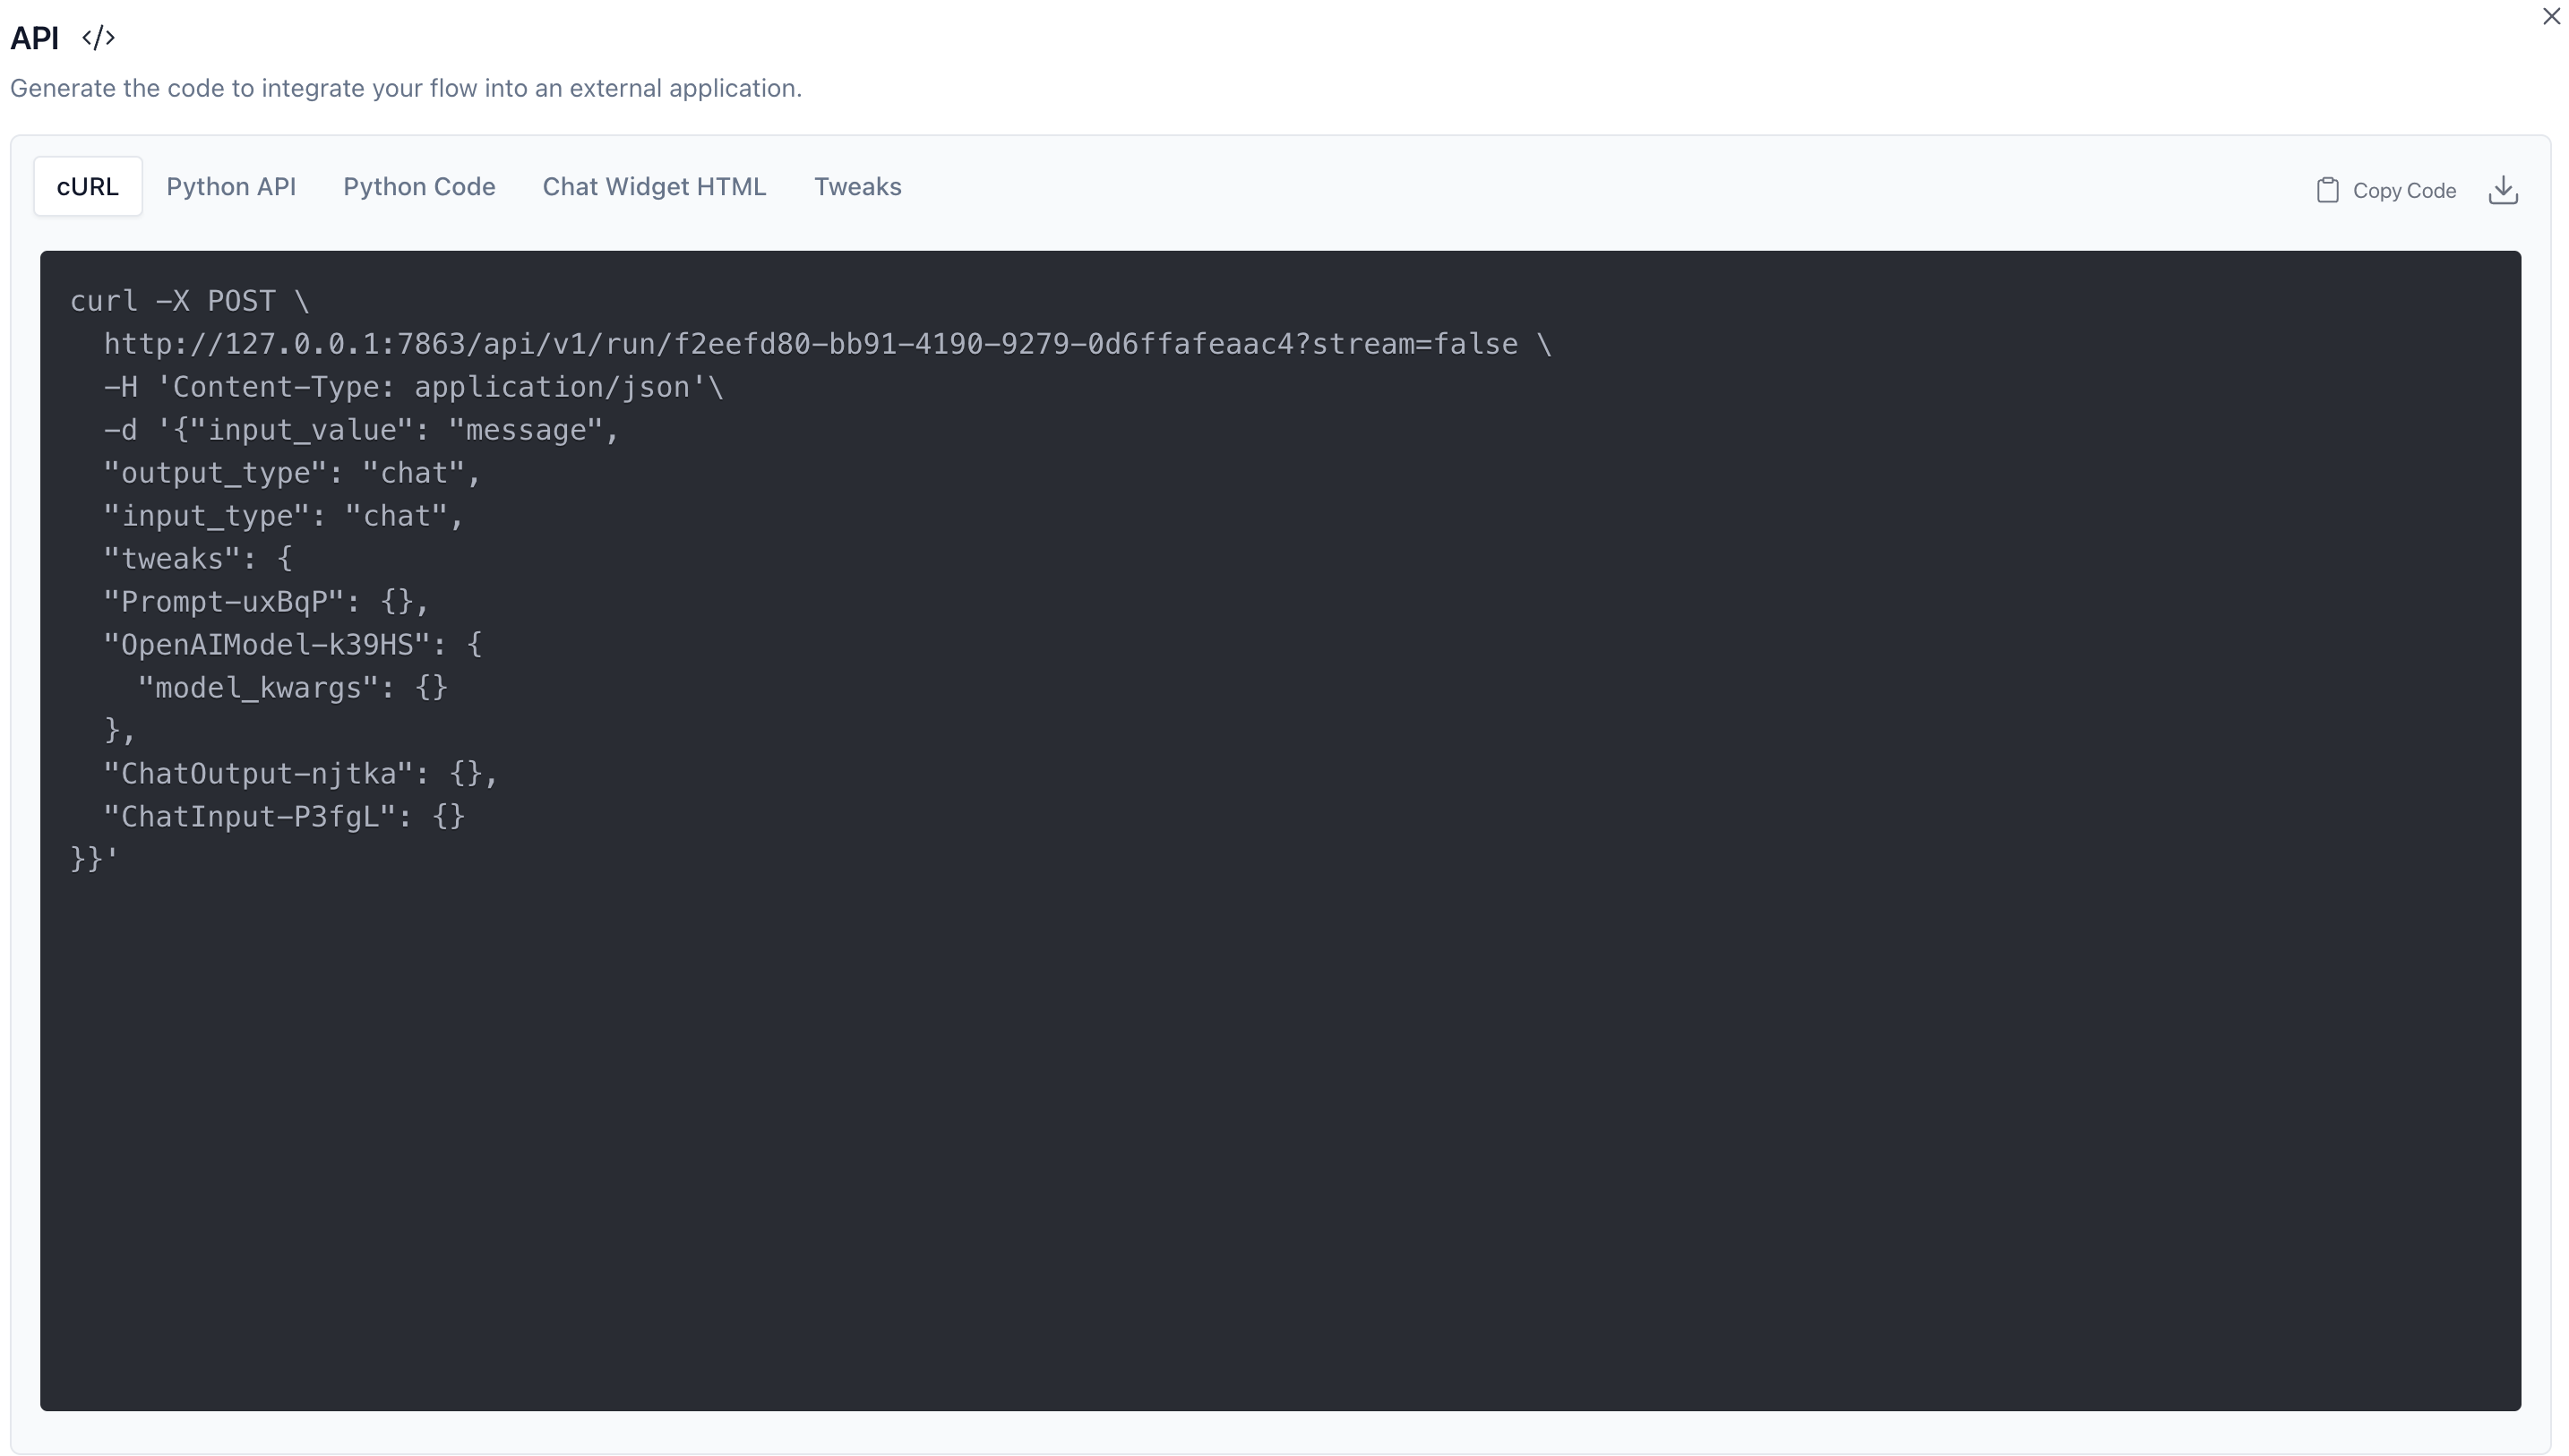 API </>
Generate the code to integrate your flow into an external application.
cURL Python API Python Code Chat Widget HTML Tweaks Copy Code
curl -X POST \
  http://127.0.0.1:7863/api/v1/run/f2eefd80-bb91-4190-9279-0d6ffafeaac4?stream=false \
  -H 'Content-Type: application/json'\
  -d '{"input_value": "message",
  "output_type": "chat",
  "input_type": "chat",
  "tweaks": {
  "Prompt-uxBqP": {},
  "OpenAIModel-k39HS": {
    "model_kwargs": {}
  },
  "ChatOutput-njtka": {},
  "ChatInput-P3fgL": {}
}}'